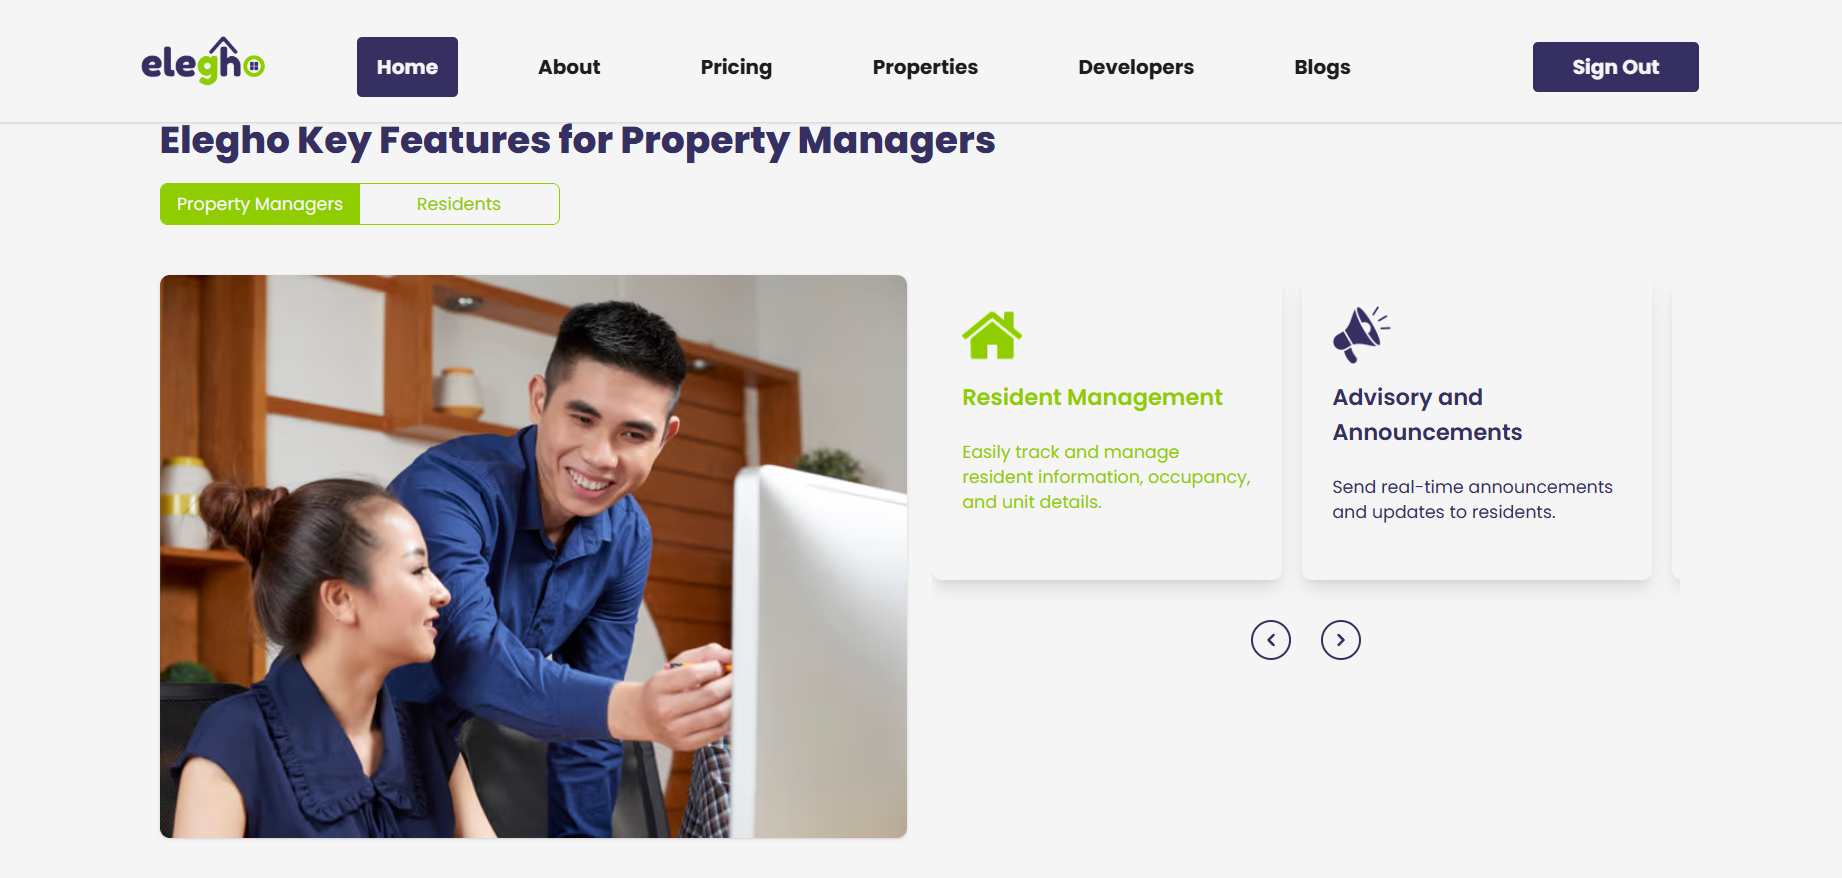 elegho
Home
About
Pricing
Properties
Developers
Blogs
Sign Out
Elegho Key Features for Property Managers
Property Managers
Residents
Resident Management
Easily track and manage
resident information, occupancy,
and unit details.
Advisory and
Announcements
Send real-time announcements
and updates to residents.